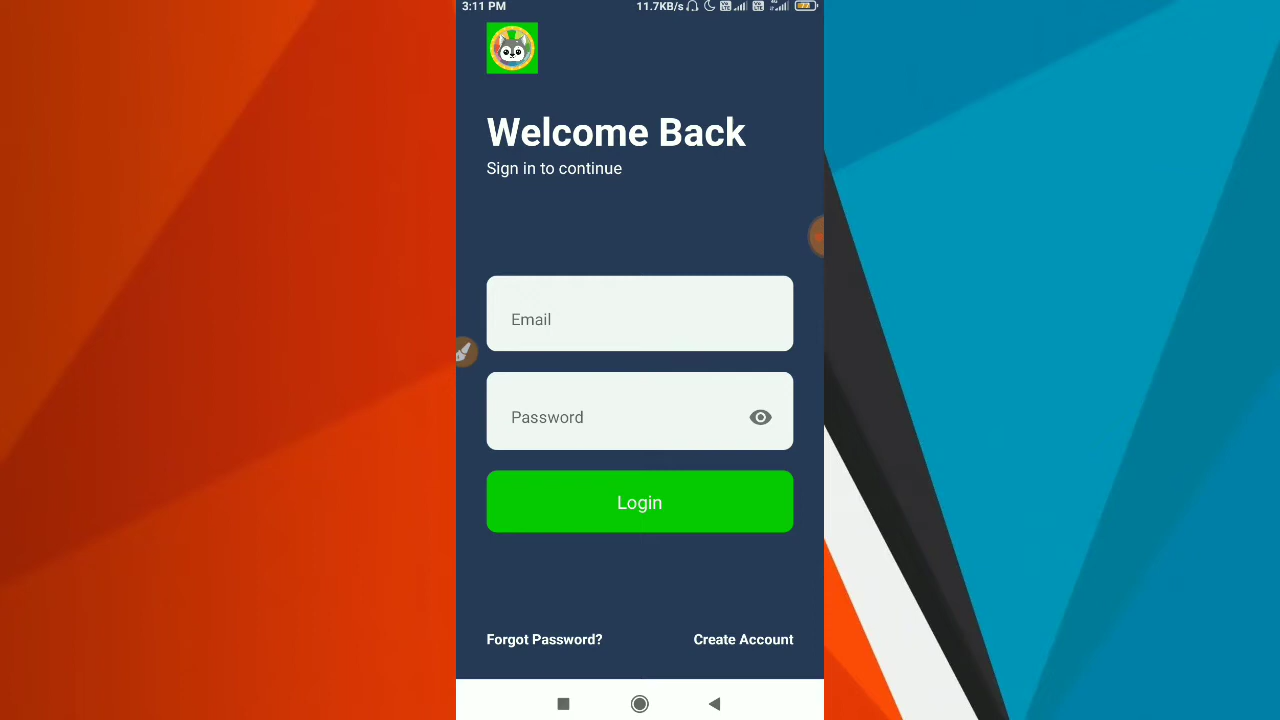 3:11 PM 11.7KB/s
Welcome Back
Sign in to continue
Email
Password
Login
Forgot Password? Create Account